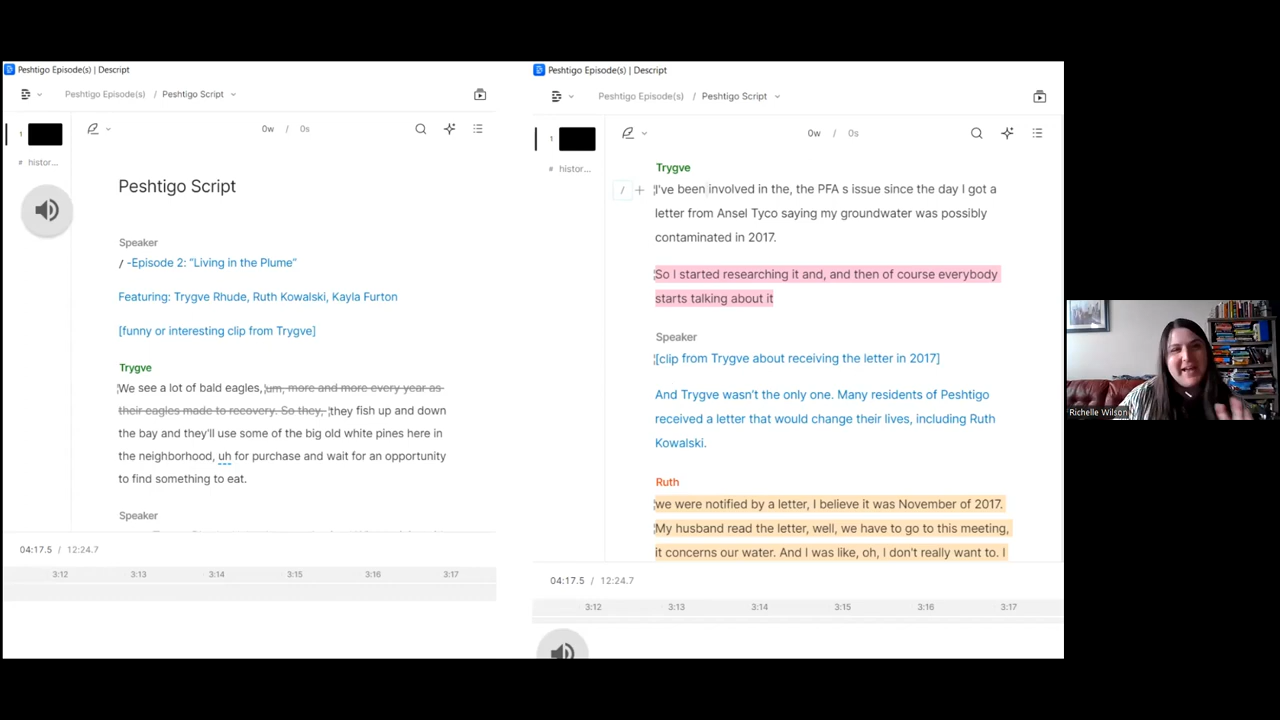 Peshtigo Episode(s) | Descript
Peshtigo Episode(s) / Peshtigo Script
1
0w / 0s
# histor...
Peshtigo Script
Speaker
/ -Episode 2: “Living in the Plume”
Featuring: Trygve Rhude, Ruth Kowalski, Kayla Furton
[funny or interesting clip from Trygve]
Trygve
We see a lot of bald eagles, um, more and more every year as
their eagles made to recovery. So they, they fish up and down
the bay and they'll use some of the big old white pines here in
the neighborhood, uh for purchase and wait for an opportunity
to find something to eat.
Speaker
04:17.5 / 12:24.7
3:12 3:13 3:14 3:15 3:16 3:17
Peshtigo Episode(s) | Descript
Peshtigo Episode(s) / Peshtigo Script
1
0w / 0s
# histor...
Trygve
/ + I've been involved in the, the PFA s issue since the day I got a
letter from Ansel Tyco saying my groundwater was possibly
contaminated in 2017.
So I started researching it and, and then of course everybody
starts talking about it
Speaker
[clip from Trygve about receiving the letter in 2017]
And Trygve wasn't the only one. Many residents of Peshtigo
received a letter that would change their lives, including Ruth
Kowalski.
Ruth
we were notified by a letter, I believe it was November of 2017.
My husband read the letter, well, we have to go to this meeting,
it concerns our water. And I was like, oh, I don't really want to. I
04:17.5 / 12:24.7
3:12 3:13 3:14 3:15 3:16 3:17
Richelle Wilson